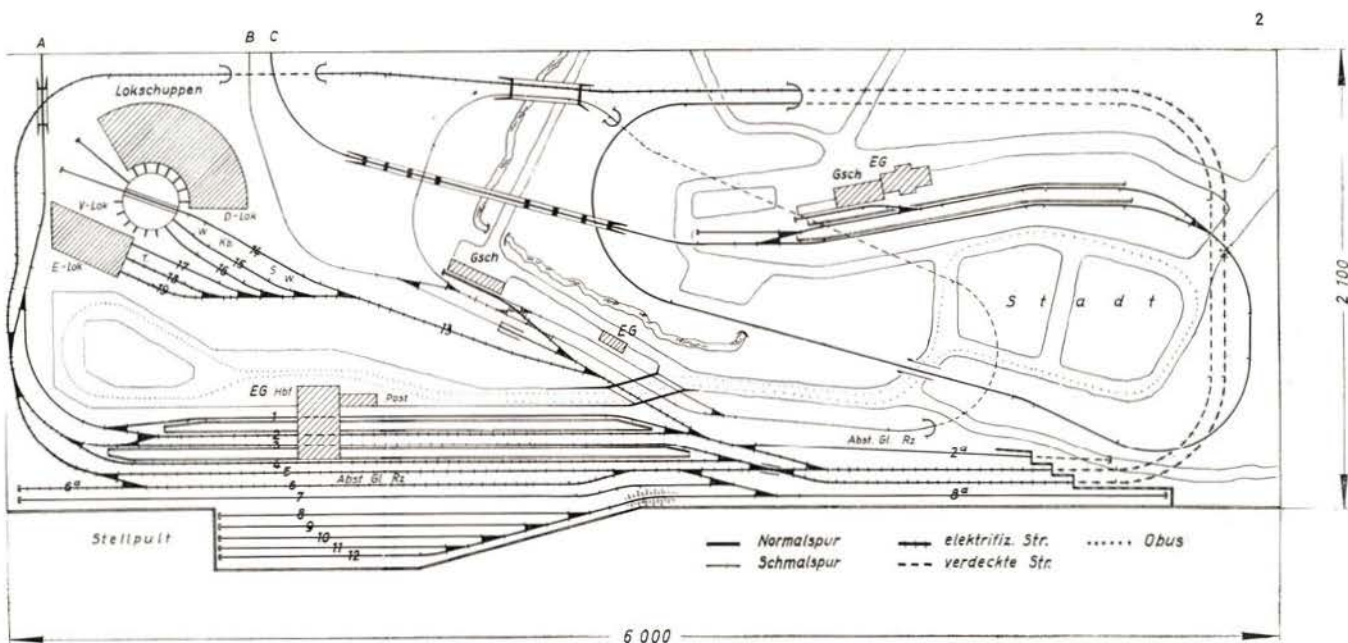 2
A
B C
Lokschuppen
V-Lok
D-Lok
E-Lok
W
Kb.
14
15
S
W.
16
T.
17
18
19
Gsch
EG
Gsch
EG
13
Stadt
2 100
EG Hbf
Post
1
2
3
4
5
Abst. Gl. Rz
6ª
6
Abst Gl. Rz
7
2ª
8ª
8
9
10
11
12
Stellpult
Normalspur
elektrifiz. Str.
Obus
Schmalspur
verdeckte Str.
6 000